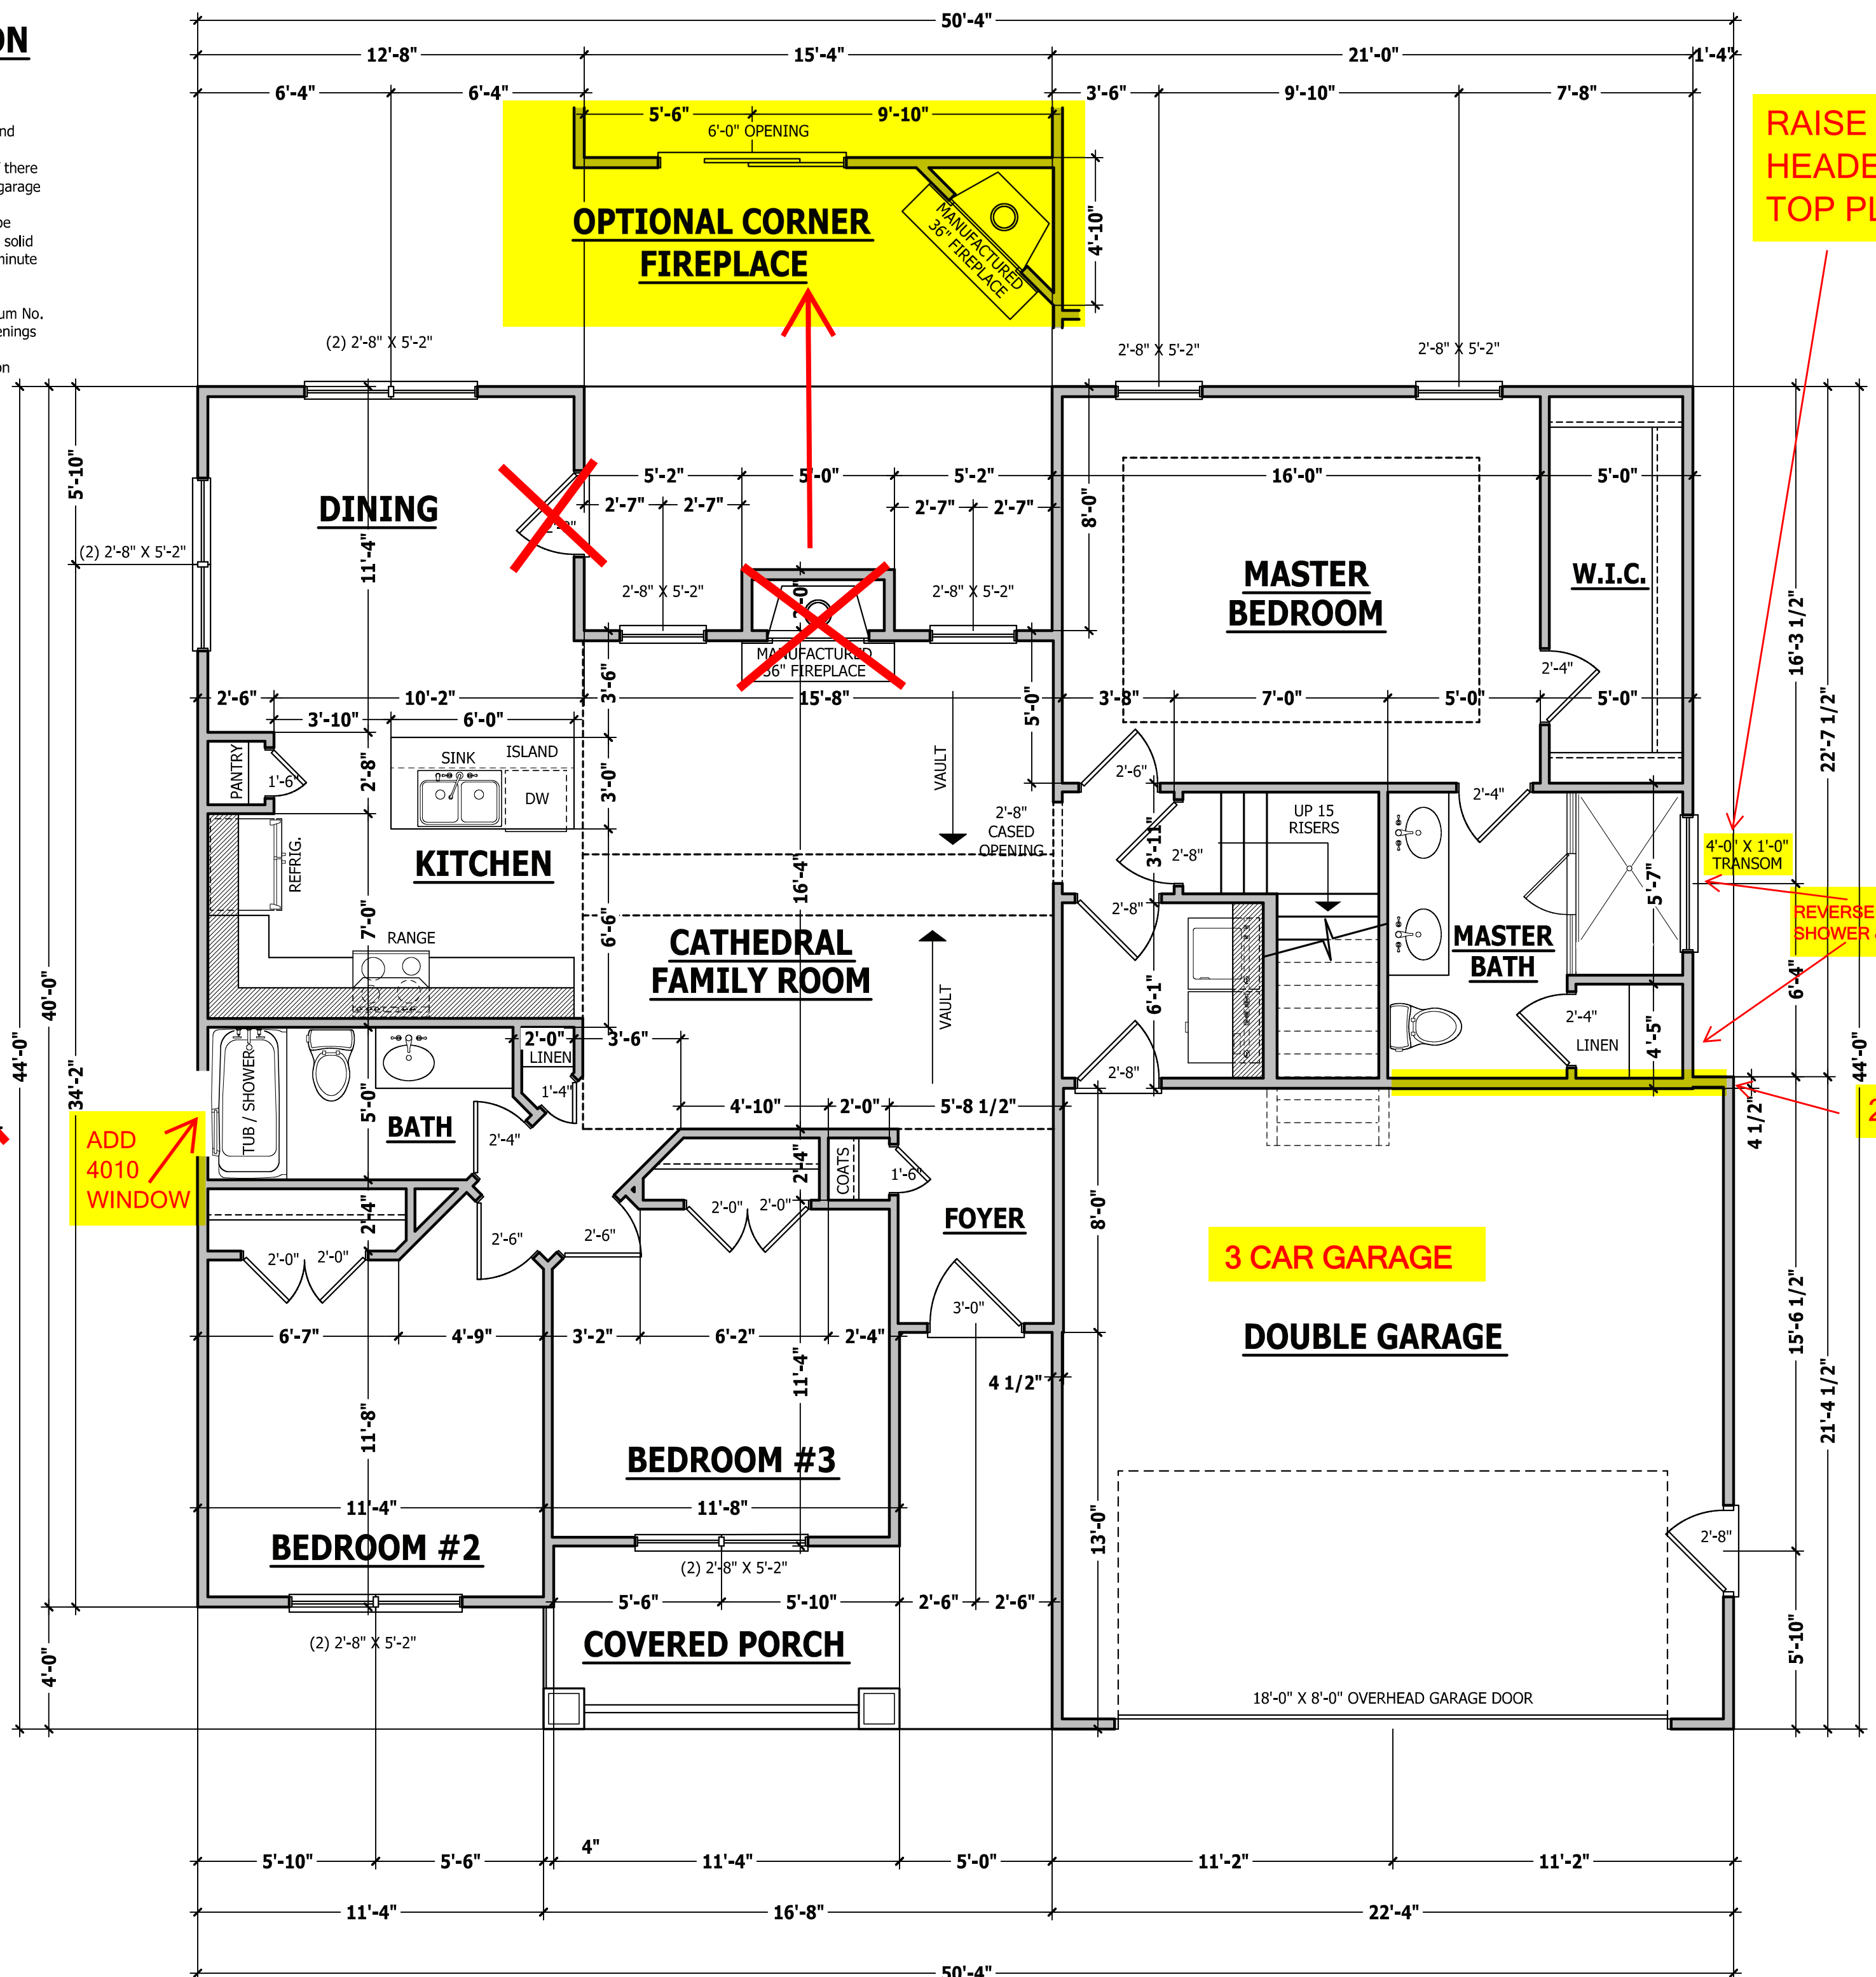 50'-4"
12'-8"
15'-4"
21'-0"
1'-4"
6'-4"
6'-4"
3'-6"
9'-10"
7'-8"
5'-6"
9'-10"
6'-0" OPENING
OPTIONAL CORNER
FIREPLACE
MANUFACTURED
36" FIREPLACE
4'-10"
RAISE
TOP PL
there
garage
solid
No.
(2) 2'-8" X 5'-2"
2'-8" X 5'-2"
2'-8" X 5'-2"
5'-10"
(2) 2'-8" X 5'-2"
DINING
11'-4"
5'-2"
5'-0"
5'-2"
2'-7"
2'-7"
2'-7"
2'-7"
8'-0"
2'-8" X 5'-2"
2'-8" X 5'-2"
2'-0"
MANUFACTURED
36" FIREPLACE
16'-0"
5'-0"
MASTER
BEDROOM
W.I.C.
2'-4"
16'-3 1/2"
22'-7 1/2"
2'-6"
10'-2"
15'-8"
3'-8"
7'-0"
5'-0"
5'-0"
3'-10"
6'-0"
3'-6"
5'-0"
PANTRY
1'-6"
2'-8"
SINK
ISLAND
DW
3'-0"
VAULT
2'-8"
CASED
OPENING
2'-6"
3'-11"
2'-8"
UP 15
RISERS
2'-4"
4'-0" X 1'-0"
TRANSOM
REFRIG.
KITCHEN
16'-4"
7'-0"
6'-6"
RANGE
CATHEDRAL
FAMILY ROOM
VAULT
2'-8"
6'-1"
2'-8"
MASTER
BATH
5'-7"
REVERSE
SHOWER
6'-4"
2'-4"
LINEN
4'-5"
44'-0"
40'-0"
34'-2"
44'-0"
TUB / SHOWER
5'-0"
BATH
2'-0"
LINEN
1'-4"
3'-6"
2'-4"
4'-10"
2'-0"
5'-8 1/2"
4 1/2"
2
ADD
4010
WINDOW
2'-4"
2'-0"
2'-0"
2'-6"
2'-6"
2'-4"
2'-0"
2'-0"
COATS
1'-6"
FOYER
3'-0"
8'-0"
3 CAR GARAGE
DOUBLE GARAGE
15'-6 1/2"
21'-4 1/2"
6'-7"
4'-9"
3'-2"
6'-2"
2'-4"
11'-4"
4 1/2"
11'-8"
BEDROOM #3
11'-4"
11'-8"
BEDROOM #2
13'-0"
2'-8"
(2) 2'-8" X 5'-2"
5'-6"
5'-10"
2'-6"
2'-6"
(2) 2'-8" X 5'-2"
COVERED PORCH
4'-0"
5'-10"
18'-0" X 8'-0" OVERHEAD GARAGE DOOR
5'-10"
5'-6"
4"
11'-4"
5'-0"
11'-2"
11'-2"
11'-4"
16'-8"
22'-4"
50'-4"